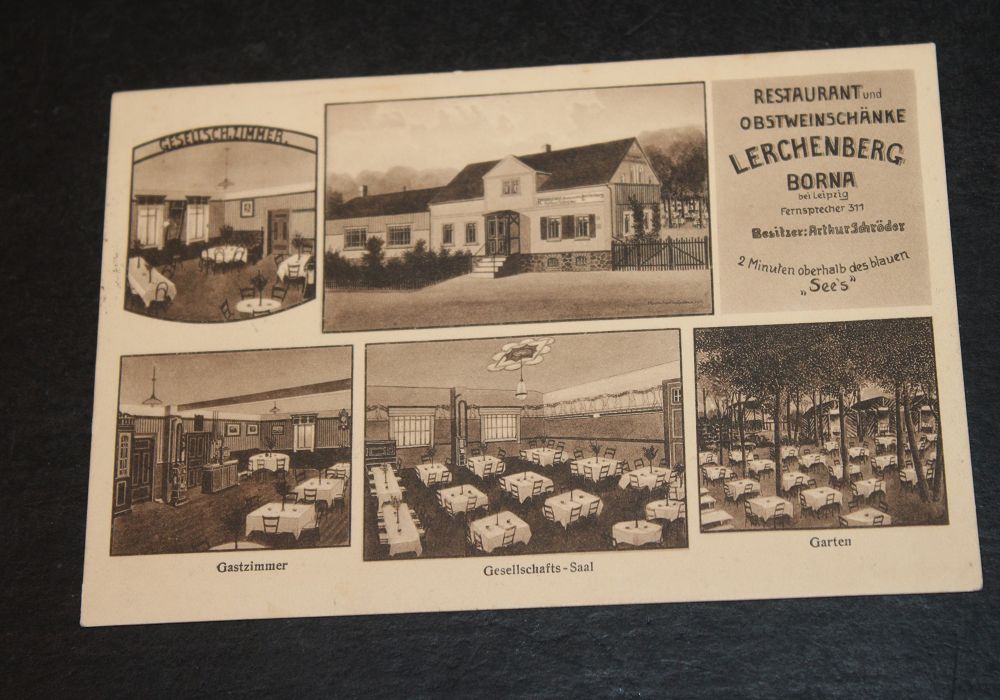 GESELLSCH.ZIMMER.
RESTAURANT und
OBSTWEINSCHÄNKE
LERCHENBERG
BORNA
bei Leipzig
Fernsprecher 311
Besitzer: Arthur Schröder
2 Minuten oberhalb des blauen
„See's"
Gastzimmer
Gesellschafts-Saal
Garten